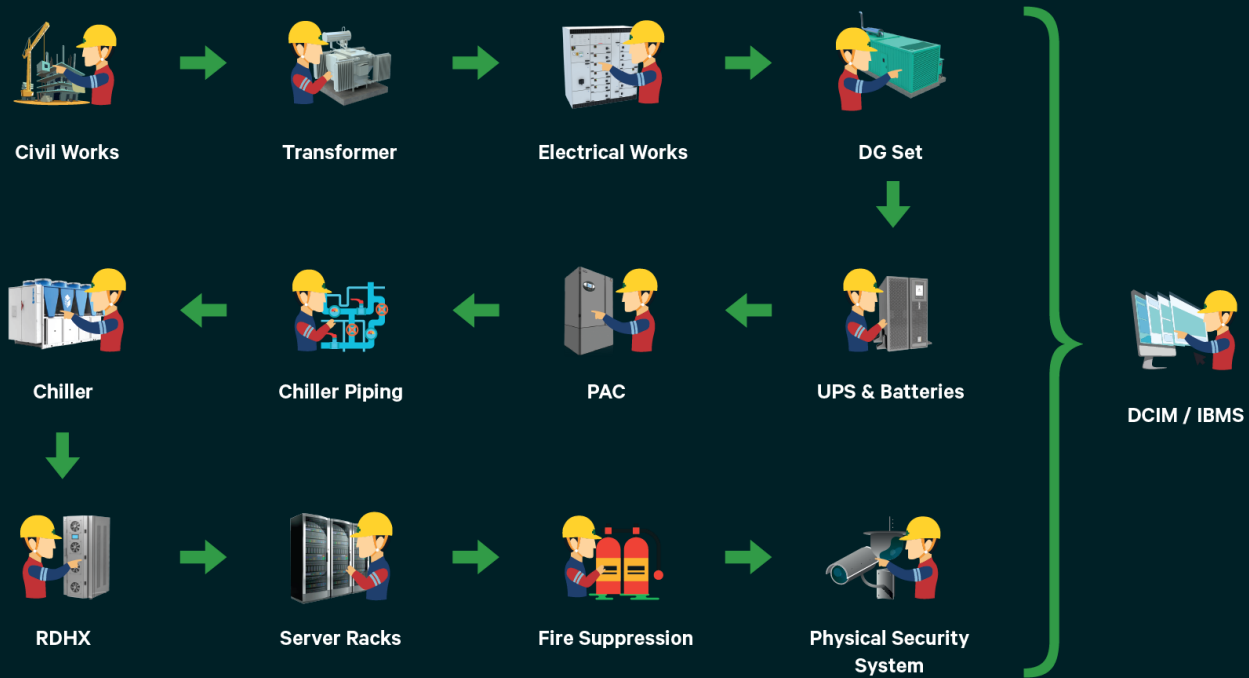 Civil Works
Transformer
Electrical Works
DG Set
Chiller
Chiller Piping
PAC
UPS & Batteries
DCIM / IBMS
RDHX
Server Racks
Fire Suppression
Physical Security
System